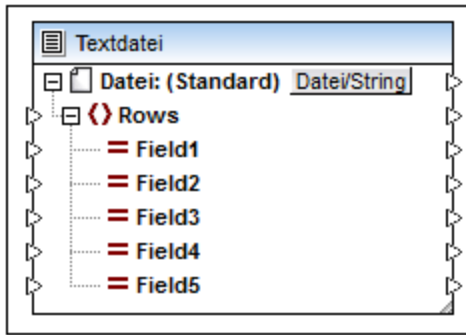 Textdatei
Datei: (Standard) Datei/String
Rows
Field1
Field2
Field3
Field4
Field5